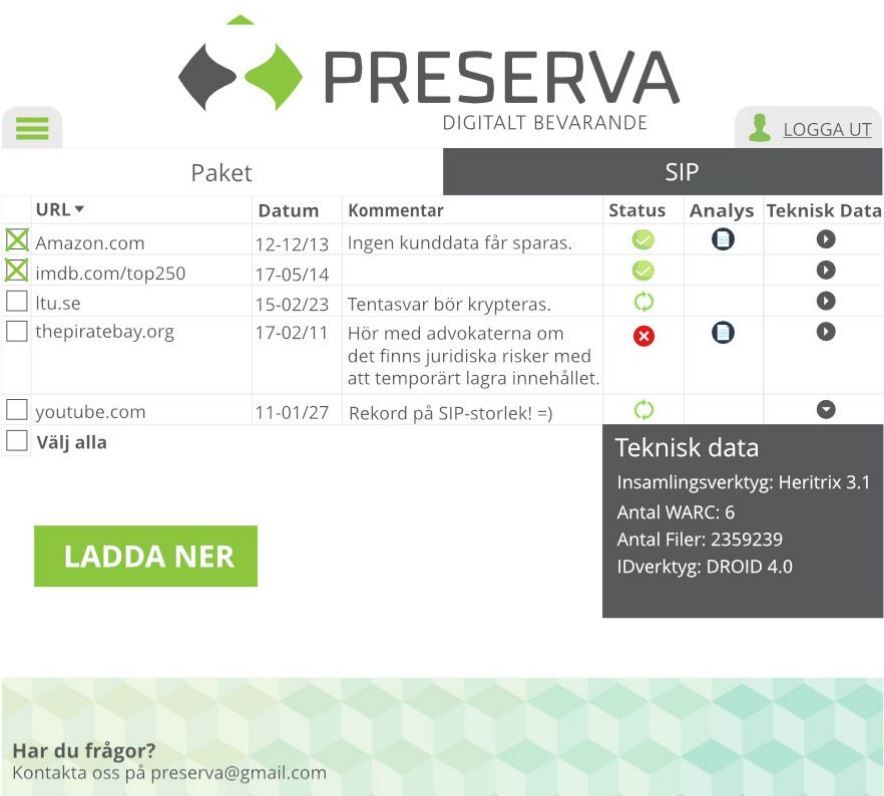 PRESERVA
DIGITALT BEVARANDE
LOGGA UT
Paket SIP
URL Datum Kommentar Status Analys Teknisk Data
Amazon.com 12-12/13 Ingen kunddata får sparas.
imdb.com/top250 17-05/14
ltu.se 15-02/23 Tentasvar bör krypteras.
thepiratebay.org 17-02/11 Hör med advokaterna om
det finns juridiska risker med
att temporärt lagra innehållet.
youtube.com 11-01/27 Rekord på SIP-storlek! =)
Välj alla
Teknisk data
Insamlingsverktyg: Heritrix 3.1
Antal WARC: 6
Antal Filer: 2359239
IDverktyg: DROID 4.0
LADDA NER
Har du frågor?
Kontakta oss på preserva@gmail.com